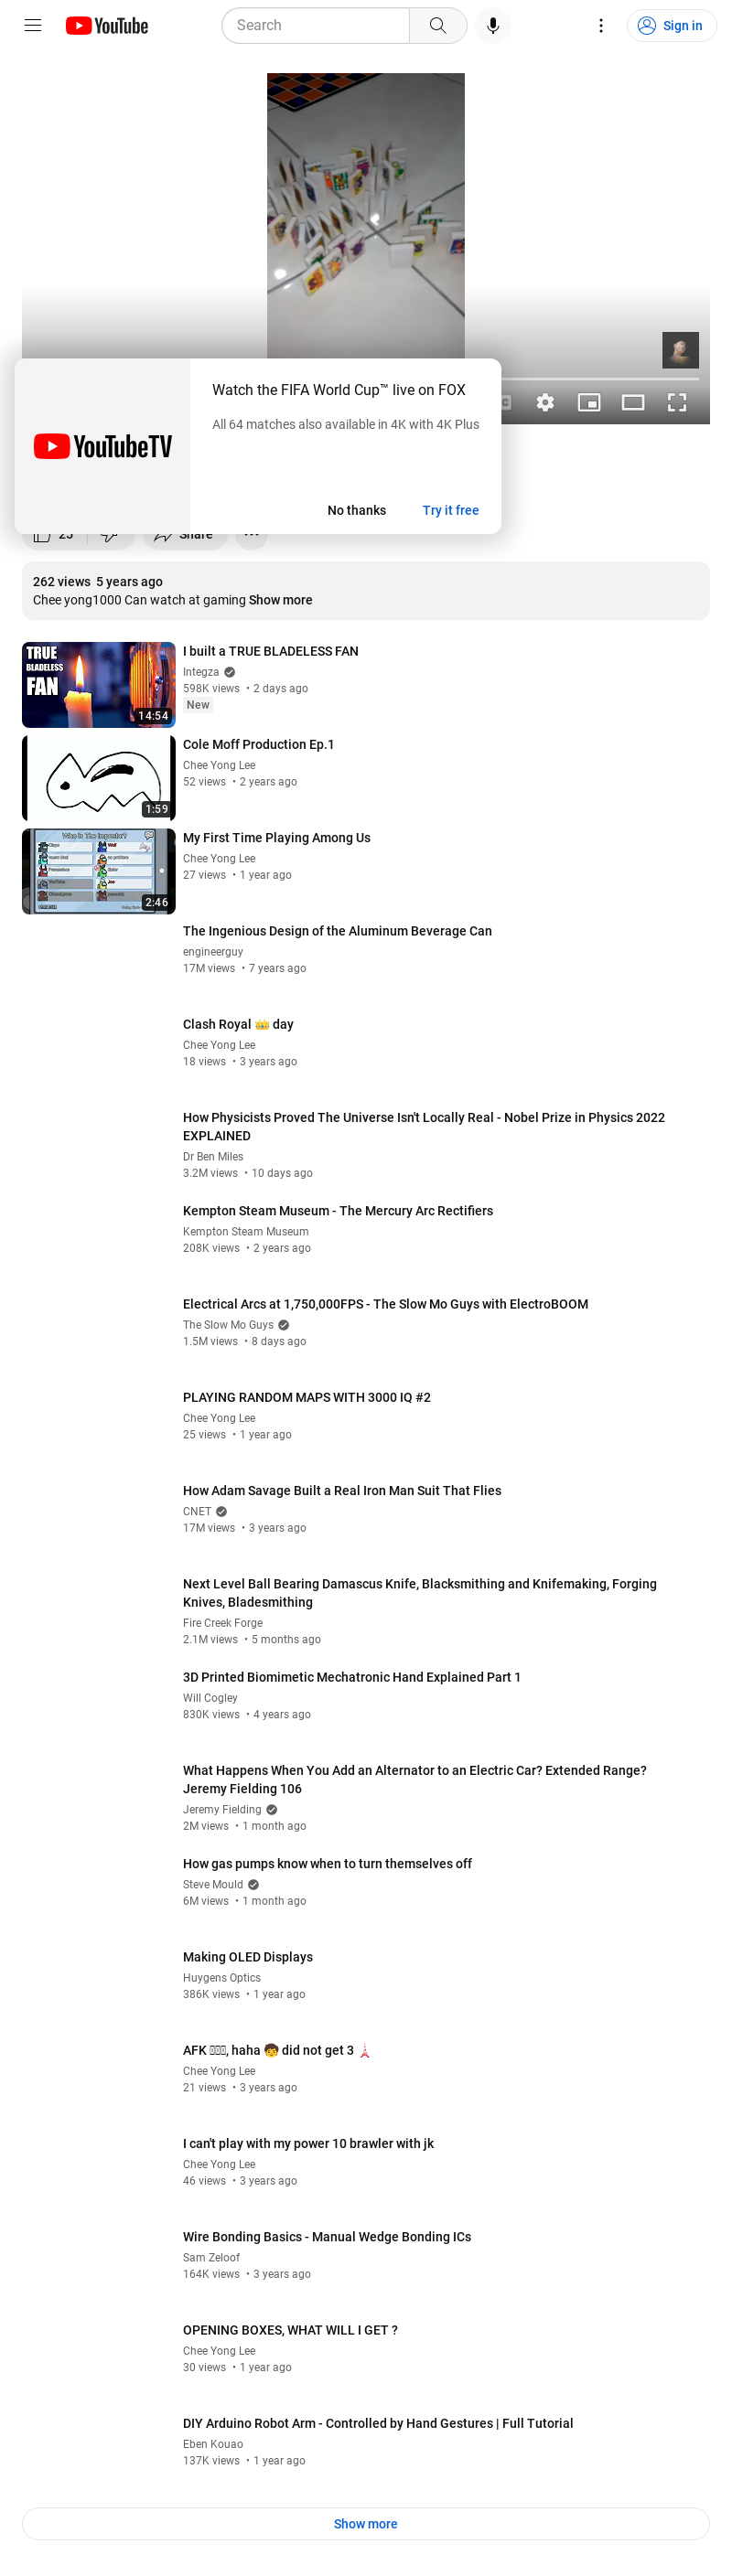 YouTube
Search
Sign in
Watch the FIFA World Cup™ live on FOX
All 64 matches also available in 4K with 4K Plus
YouTubeTV
No thanks
Try it free
25
Share
262 views 5 years ago
Chee yong1000 Can watch at gaming Show more
TRUE
BLADELESS
FAN
14:54
I built a TRUE BLADELESS FAN
Integza
598K views • 2 days ago
New
1:59
Cole Moff Production Ep.1
Chee Yong Lee
52 views • 2 years ago
Who Is The Impostor?
2:46
My First Time Playing Among Us
Chee Yong Lee
27 views • 1 year ago
The Ingenious Design of the Aluminum Beverage Can
engineerguy
17M views • 7 years ago
Clash Royal 👑 day
Chee Yong Lee
18 views • 3 years ago
How Physicists Proved The Universe Isn't Locally Real - Nobel Prize in Physics 2022
EXPLAINED
Dr Ben Miles
3.2M views • 10 days ago
Kempton Steam Museum - The Mercury Arc Rectifiers
Kempton Steam Museum
208K views • 2 years ago
Electrical Arcs at 1,750,000FPS - The Slow Mo Guys with ElectroBOOM
The Slow Mo Guys
1.5M views • 8 days ago
PLAYING RANDOM MAPS WITH 3000 IQ #2
Chee Yong Lee
25 views • 1 year ago
How Adam Savage Built a Real Iron Man Suit That Flies
CNET
17M views • 3 years ago
Next Level Ball Bearing Damascus Knife, Blacksmithing and Knifemaking, Forging
Knives, Bladesmithing
Fire Creek Forge
2.1M views • 5 months ago
3D Printed Biomimetic Mechatronic Hand Explained Part 1
Will Cogley
830K views • 4 years ago
What Happens When You Add an Alternator to an Electric Car? Extended Range?
Jeremy Fielding 106
Jeremy Fielding
2M views • 1 month ago
How gas pumps know when to turn themselves off
Steve Mould
6M views • 1 month ago
Making OLED Displays
Huygens Optics
386K views • 1 year ago
AFK , haha 🧒 did not get 3 🗼
Chee Yong Lee
21 views • 3 years ago
I can't play with my power 10 brawler with jk
Chee Yong Lee
46 views • 3 years ago
Wire Bonding Basics - Manual Wedge Bonding ICs
Sam Zeloof
164K views • 3 years ago
OPENING BOXES, WHAT WILL I GET ?
Chee Yong Lee
30 views • 1 year ago
DIY Arduino Robot Arm - Controlled by Hand Gestures | Full Tutorial
Eben Kouao
137K views • 1 year ago
Show more